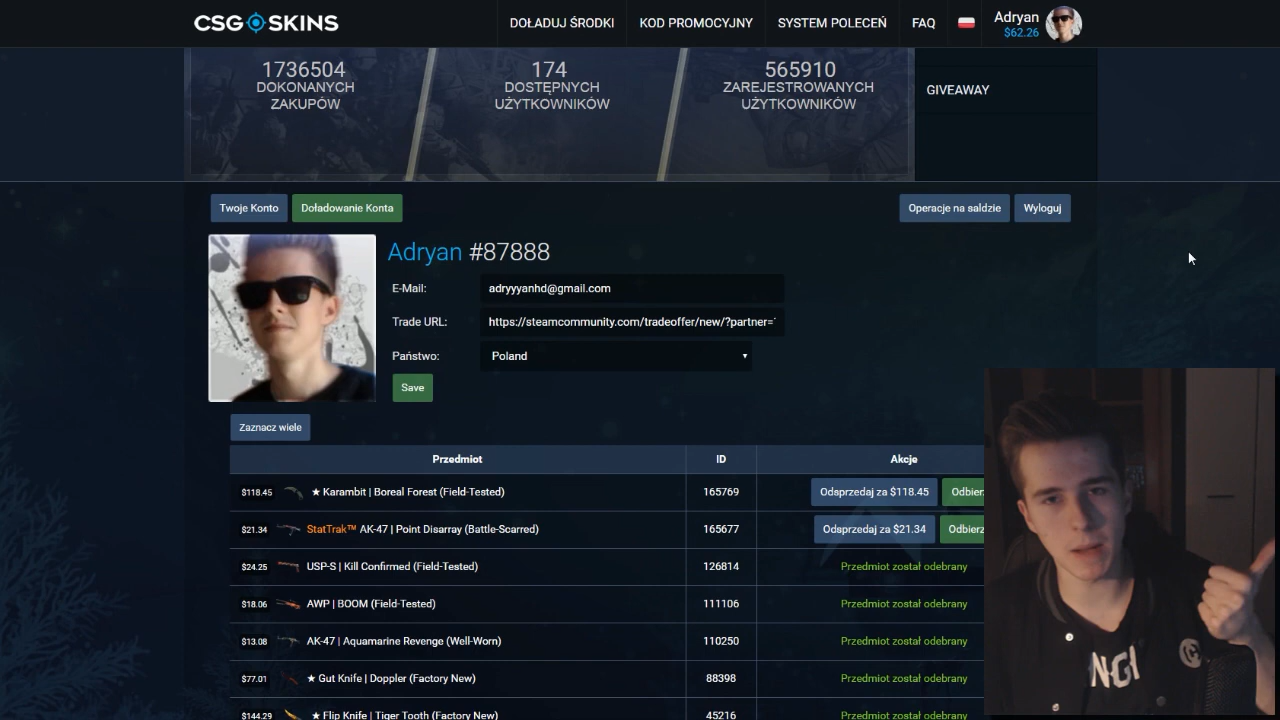 CSG SKINS
DOŁADUJ ŚRODKI
KOD PROMOCYJNY
SYSTEM POLECEŃ
FAQ
Adryan
$62.26
1736504
DOKONANYCH
ZAKUPÓW
174
DOSTĘPNYCH
UŻYTKOWNIKÓW
565910
ZAREJESTROWANYCH
UŻYTKOWNIKÓW
GIVEAWAY
Twoje Konto
Doładowanie Konta
Operacje na saldzie
Wyloguj
Adryan #87888
E-Mail: adryyyanhd@gmail.com
Trade URL: https://steamcommunity.com/tradeoffer/new/?partner=
Państwo: Poland
Save
Zaznacz wiele
Przedmiot ID Akcje
$118.45 ★ Karambit | Boreal Forest (Field-Tested) 165769 Odsprzedaj za $118.45 Odbierz
$21.34 StatTrak™ AK-47 | Point Disarray (Battle-Scarred) 165677 Odsprzedaj za $21.34 Odbierz
$24.25 USP-S | Kill Confirmed (Field-Tested) 126814 Przedmiot został odebrany
$18.06 AWP | BOOM (Field-Tested) 111106 Przedmiot został odebrany
$13.08 AK-47 | Aquamarine Revenge (Well-Worn) 110250 Przedmiot został odebrany
$77.01 ★ Gut Knife | Doppler (Factory New) 88398 Przedmiot został odebrany
$144.29 ★ Flip Knife | Tiger Tooth (Factory New) 45216 Przedmiot został odebrany